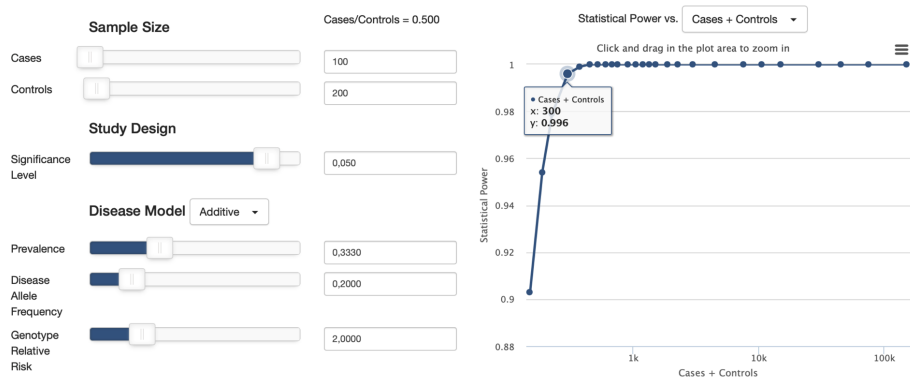 Sample Size
Cases/Controls = 0.500
Cases
100
Controls
200
Study Design
Significance
Level
0,050
Disease Model Additive
Prevalence
0,3330
Disease
Allele
Frequency
0,2000
Genotype
Relative
Risk
2,0000
Statistical Power vs. Cases + Controls
Click and drag in the plot area to zoom in
Statistical Power
1
0.98
0.96
0.94
0.92
0.9
0.88
Cases + Controls
x: 300
y: 0.996
1k
10k
100k
Cases + Controls